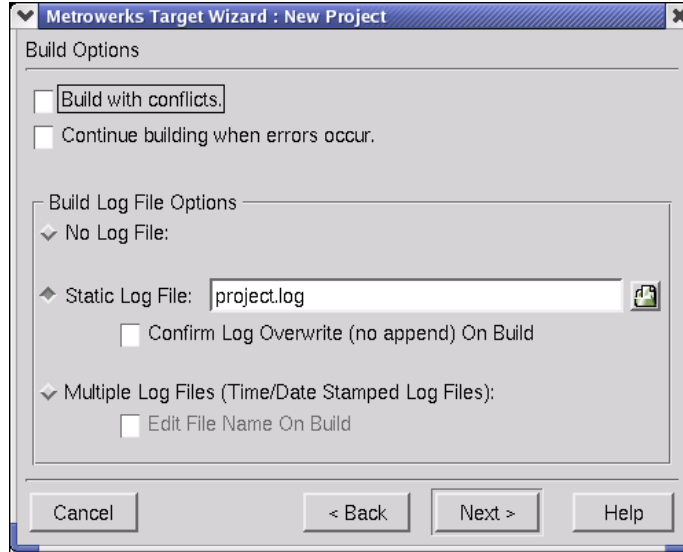 Metrowerks Target Wizard : New Project
Build Options
Build with conflicts.
Continue building when errors occur.
Build Log File Options
No Log File:
Static Log File: project.log
Confirm Log Overwrite (no append) On Build
Multiple Log Files (Time/Date Stamped Log Files):
Edit File Name On Build
Cancel < Back Next > Help